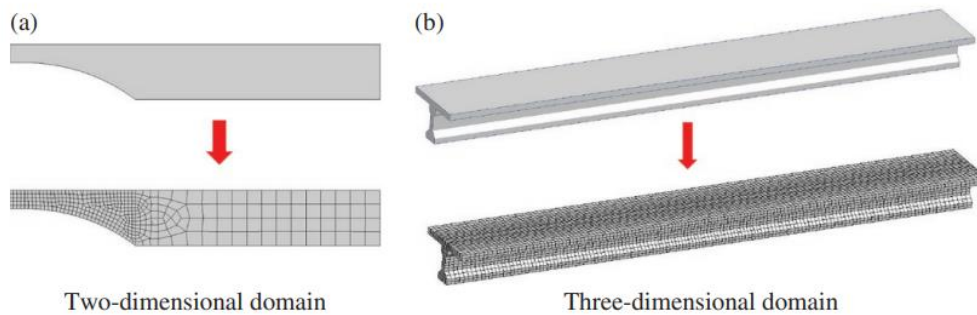 (a)
(b)
Two-dimensional domain
Three-dimensional domain